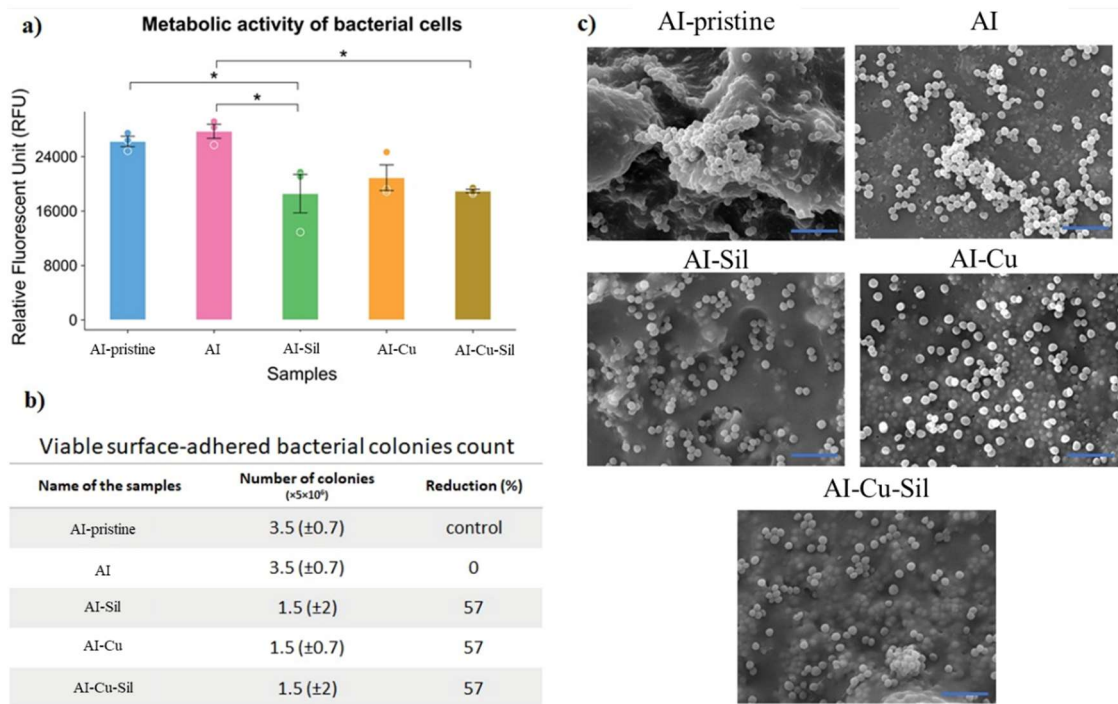 a)
Metabolic activity of bacterial cells
*
*
*
Relative Fluorescent Unit (RFU)
24000
16000
8000
0
AI-pristine AI AI-Sil AI-Cu AI-Cu-Sil
Samples
b)
Viable surface-adhered bacterial colonies count
Name of the samples Number of colonies (×5×10⁶) Reduction (%)
AI-pristine 3.5 (±0.7) control
AI 3.5 (±0.7) 0
AI-Sil 1.5 (±2) 57
AI-Cu 1.5 (±0.7) 57
AI-Cu-Sil 1.5 (±2) 57
c)
AI-pristine AI
AI-Sil AI-Cu
AI-Cu-Sil